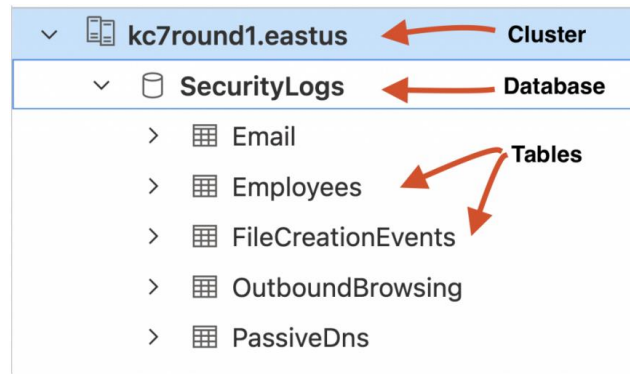 kc7round1.eastus Cluster
SecurityLogs Database
Email
Tables
Employees
FileCreationEvents
OutboundBrowsing
PassiveDns